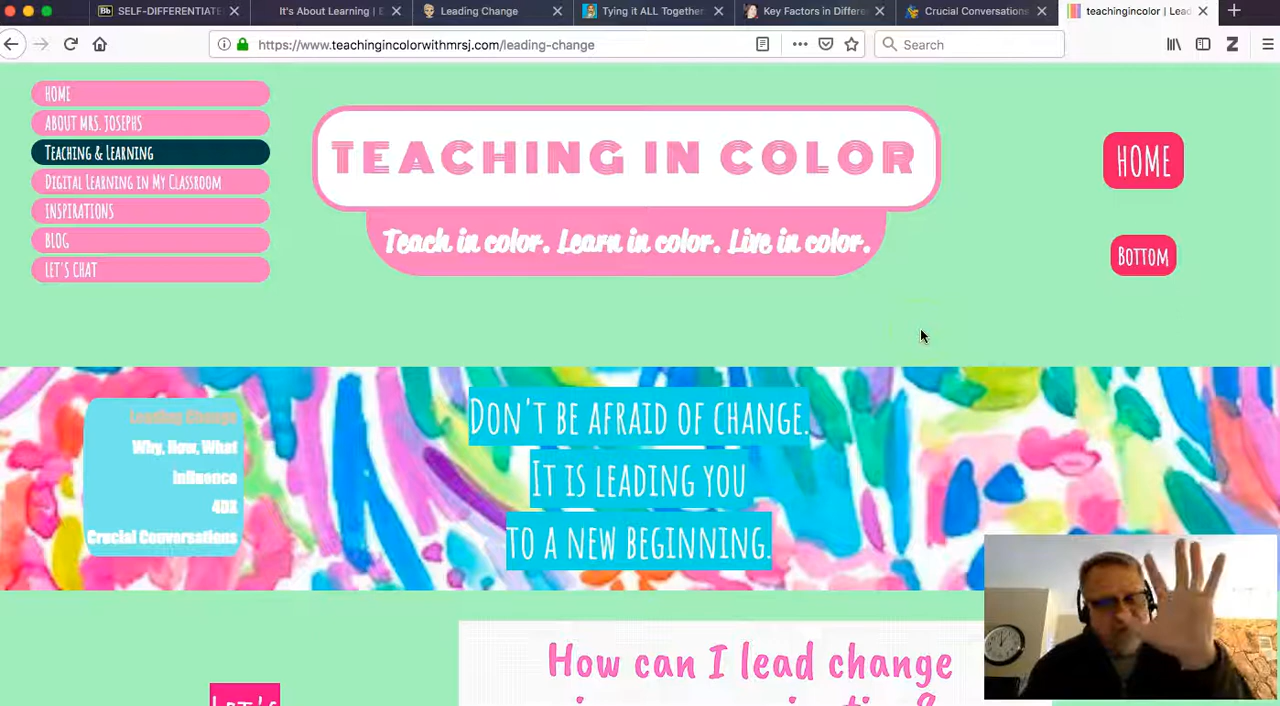 SELF-DIFFERENTIATE
It's About Learning | E
Leading Change
Tying it ALL Together
Key Factors in Differe
Crucial Conversations
teachingincolor | Lead
https://www.teachingincolorwithmrsj.com/leading-change
Search
HOME
ABOUT MRS. JOSEPHS
TEACHING & LEARNING
DIGITAL LEARNING IN MY CLASSROOM
INSPIRATIONS
BLOG
LET'S CHAT
TEACHING IN COLOR
Teach in color. Learn in color. Live in color.
HOME
BOTTOM
Leading Change
Why, How, What
Influence
4DX
Crucial Conversations
DON'T BE AFRAID OF CHANGE.
IT IS LEADING YOU
TO A NEW BEGINNING.
How can I lead change
LET'S